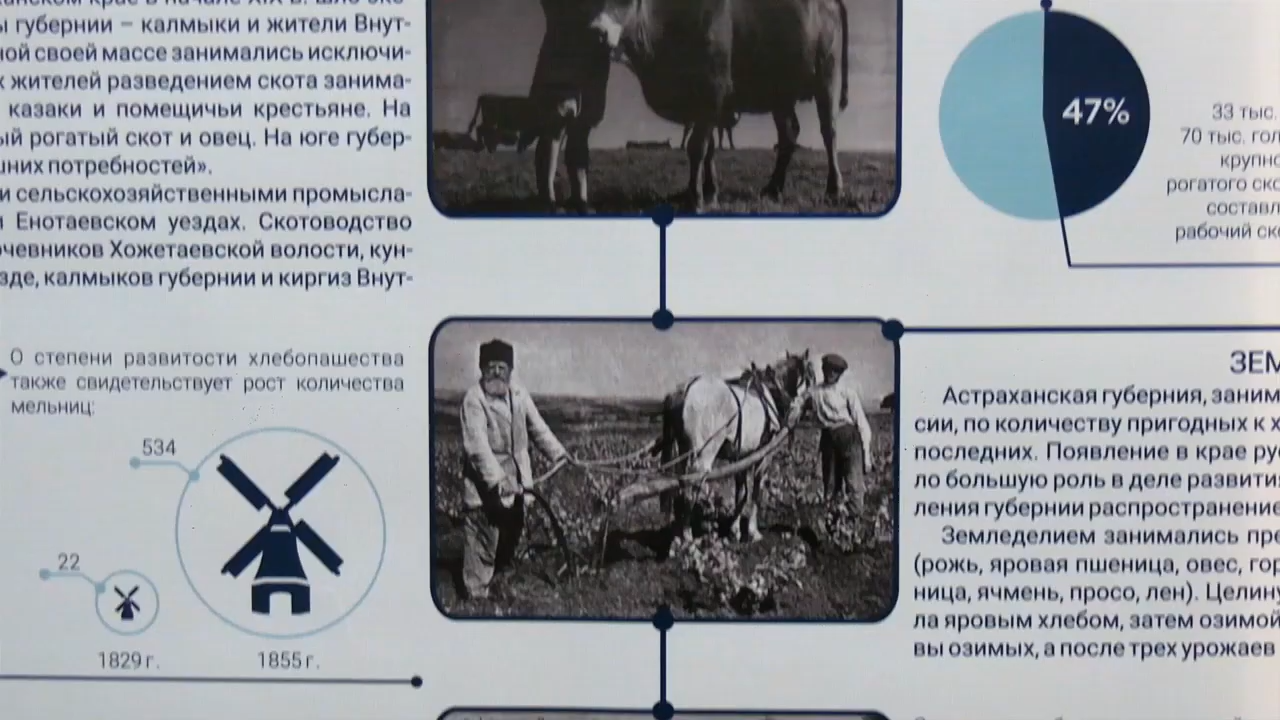 ы губернии – калмыки и жители Внут-
ной своей массе занимались исключи-
х жителей разведением скота занима-
казаки и помещичьи крестьяне. На
ый рогатый скот и овец. На юге губер-
шних потребностей».
и сельскохозяйственными промысла-
и Енотаевском уездах. Скотоводство
очевников Хожетаевской волости, кун-
зде, калмыков губернии и киргиз Внут-
О степени развитости хлебопашества
также свидетельствует рост количества
мельниц:
534
22
1829 г.
1855 г.
47%
33 тыс.
70 тыс. гол
крупно
рогатого ско
составл
рабочий ско
ЗЕМ
Астраханская губерния, заним
сии, по количеству пригодных к х
последних. Появление в крае рус
ло большую роль в деле развити
ления губернии распространение
Земледелием занимались пре
(рожь, яровая пшеница, овес, гор
ница, ячмень, просо, лен). Целину
ла яровым хлебом, затем озимой
вы озимых, а после трех урожаев